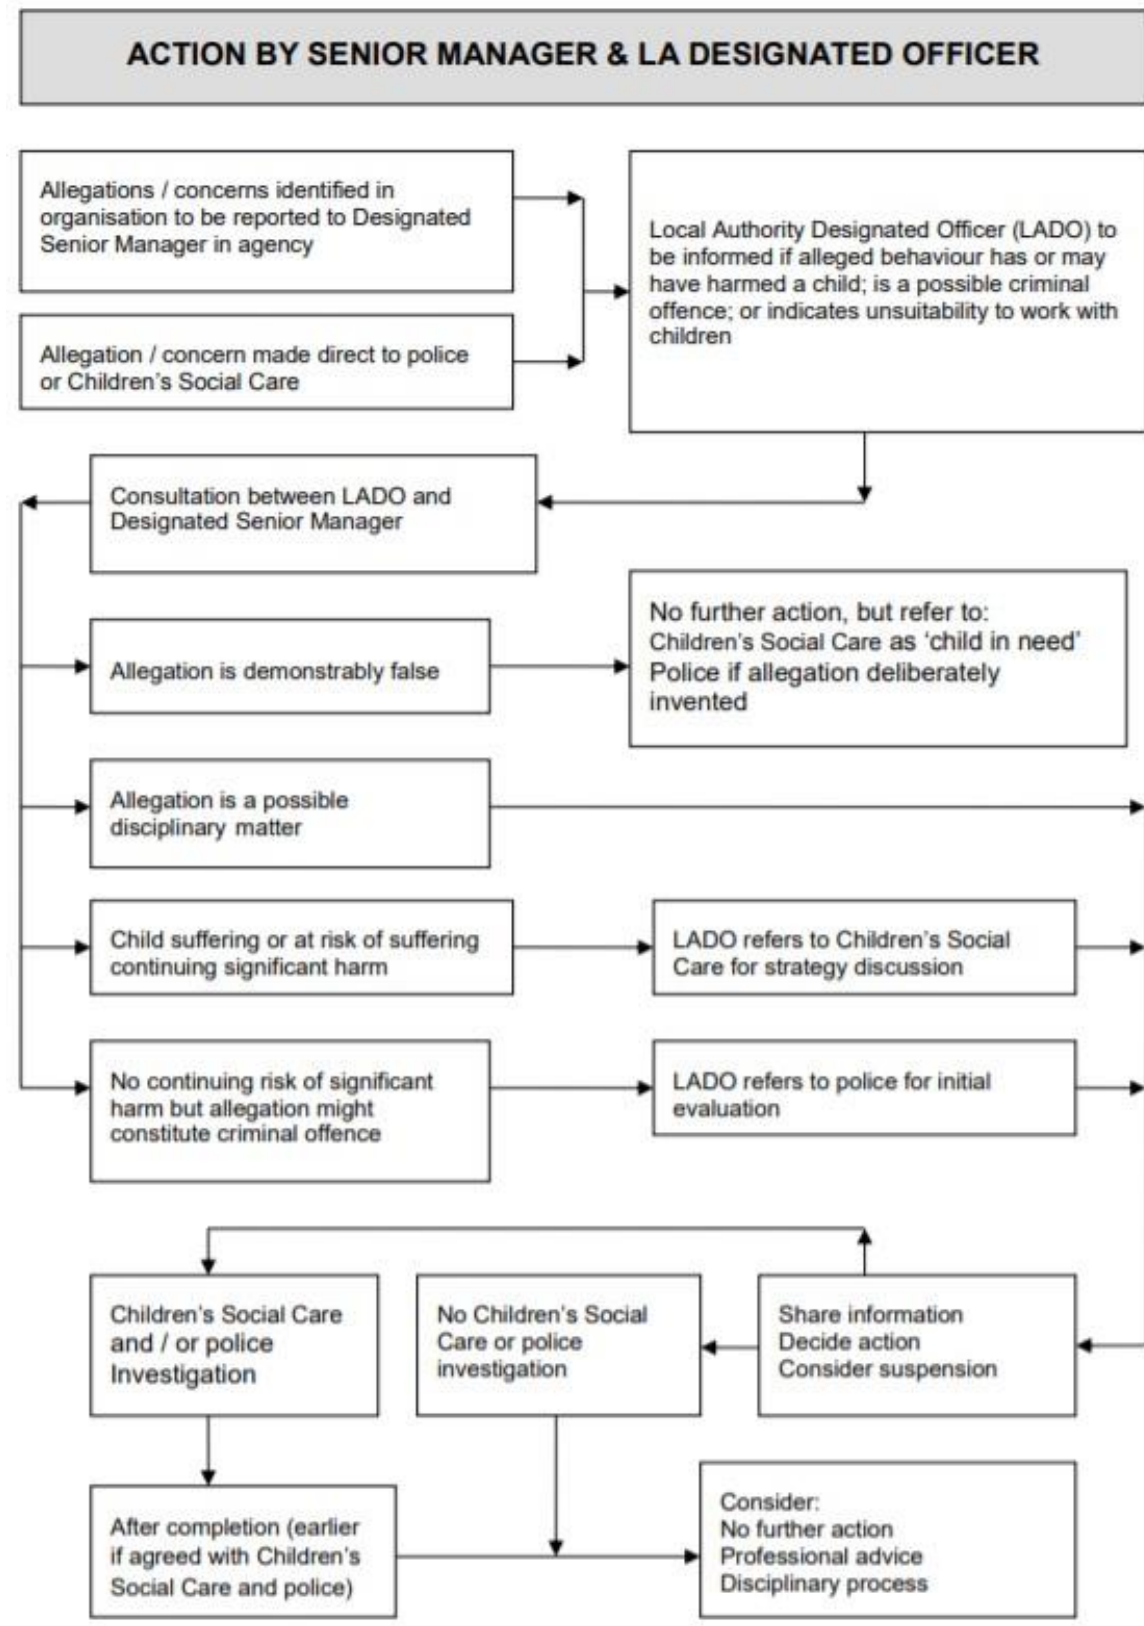 ACTION BY SENIOR MANAGER & LA DESIGNATED OFFICER
Allegations / concerns identified in
organisation to be reported to Designated
Senior Manager in agency
Local Authority Designated Officer (LADO) to
be informed if alleged behaviour has or may
have harmed a child; is a possible criminal
offence; or indicates unsuitability to work with
children
Allegation / concern made direct to police
or Children's Social Care
Consultation between LADO and
Designated Senior Manager
No further action, but refer to:
Children's Social Care as 'child in need'
Police if allegation deliberately
invented
Allegation is demonstrably false
Allegation is a possible
disciplinary matter
Child suffering or at risk of suffering
continuing significant harm
LADO refers to Children's Social
Care for strategy discussion
No continuing risk of significant
harm but allegation might
constitute criminal offence
LADO refers to police for initial
evaluation
Children's Social Care
and / or police
Investigation
No Children's Social
Care or police
investigation
Share information
Decide action
Consider suspension
After completion (earlier
if agreed with Children's
Social Care and police)
Consider:
No further action
Professional advice
Disciplinary process